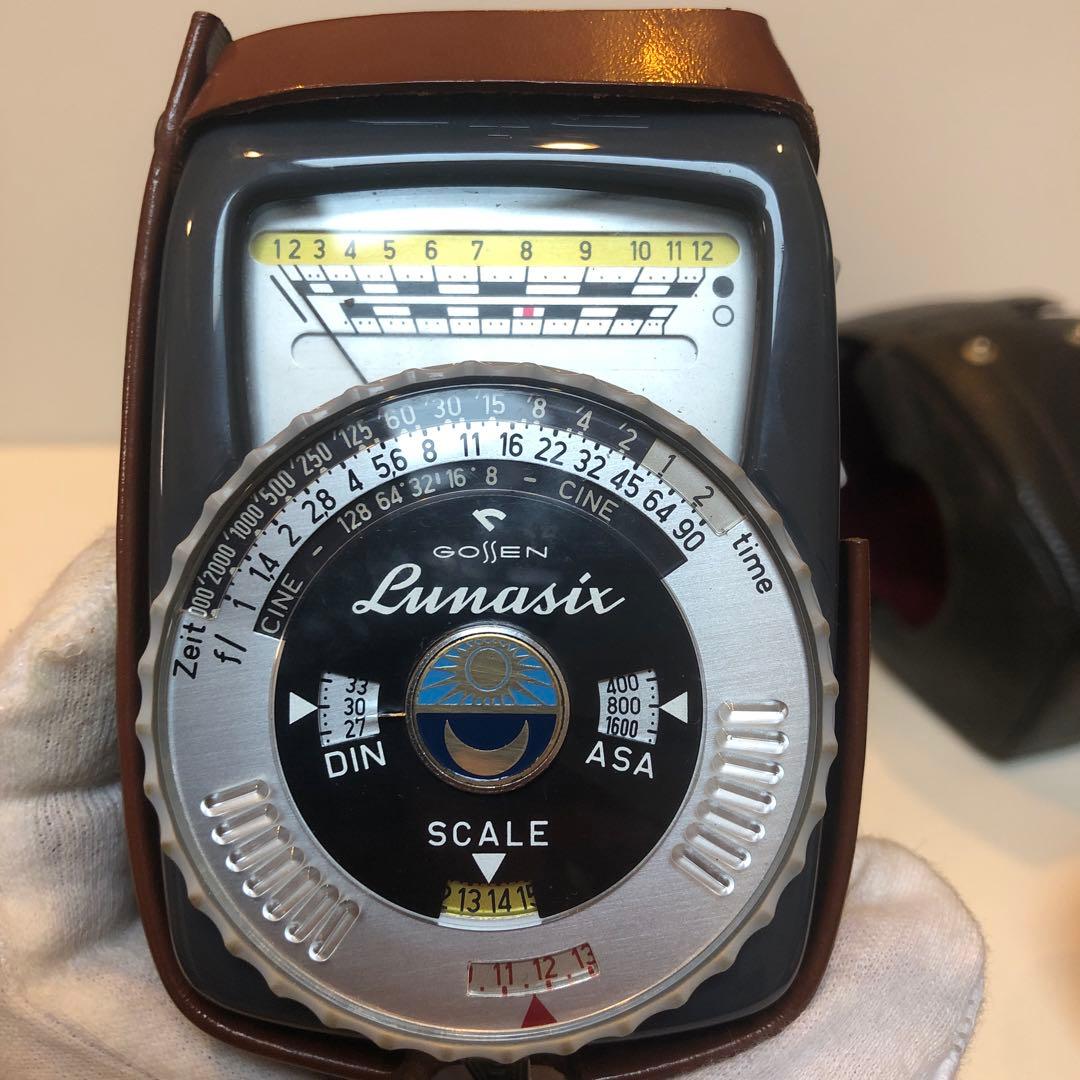 1 2 3 4 5 6 7 8 9 10 11 12
'2000 '1000 '500 '250 '125 '60 '30 '15 '8 '4 '2 1 2
Zeit time
f/ 1 1,4 2 2,8 4 5,6 8 11 16 22 32 45 64 90
CINE - 128 64 '32 '16 '8 - CINE
GOSSEN
Lunasix
33
30
27
DIN
400
800
1600
ASA
SCALE
13 14 15
11 . 12 . 13